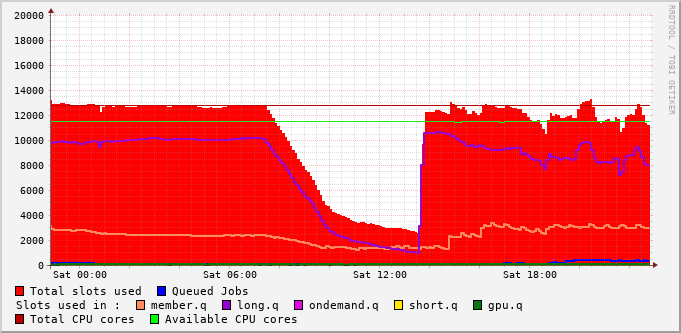 20000
18000
16000
14000
12000
10000
8000
6000
4000
2000
0
Sat 00:00 Sat 06:00 Sat 12:00 Sat 18:00
RRDTOOL / TOBI OETIKER
Total slots used Queued Jobs
Slots used in : member.q long.q ondemand.q short.q gpu.q
Total CPU cores Available CPU cores